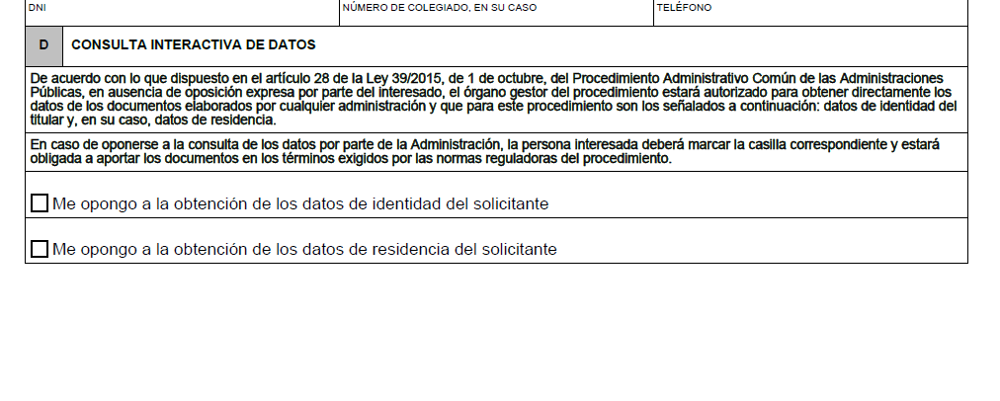 DNI NÚMERO DE COLEGIADO, EN SU CASO TELÉFONO
D CONSULTA INTERACTIVA DE DATOS
De acuerdo con lo que dispuesto en el artículo 28 de la Ley 39/2015, de 1 de octubre, del Procedimiento Administrativo Común de las Administraciones
Públicas, en ausencia de oposición expresa por parte del interesado, el órgano gestor del procedimiento estará autorizado para obtener directamente los
datos de los documentos elaborados por cualquier administración y que para este procedimiento son los señalados a continuación: datos de identidad del
titular y, en su caso, datos de residencia.
En caso de oponerse a la consulta de los datos por parte de la Administración, la persona interesada deberá marcar la casilla correspondiente y estará
obligada a aportar los documentos en los términos exigidos por las normas reguladoras del procedimiento.
Me opongo a la obtención de los datos de identidad del solicitante
Me opongo a la obtención de los datos de residencia del solicitante